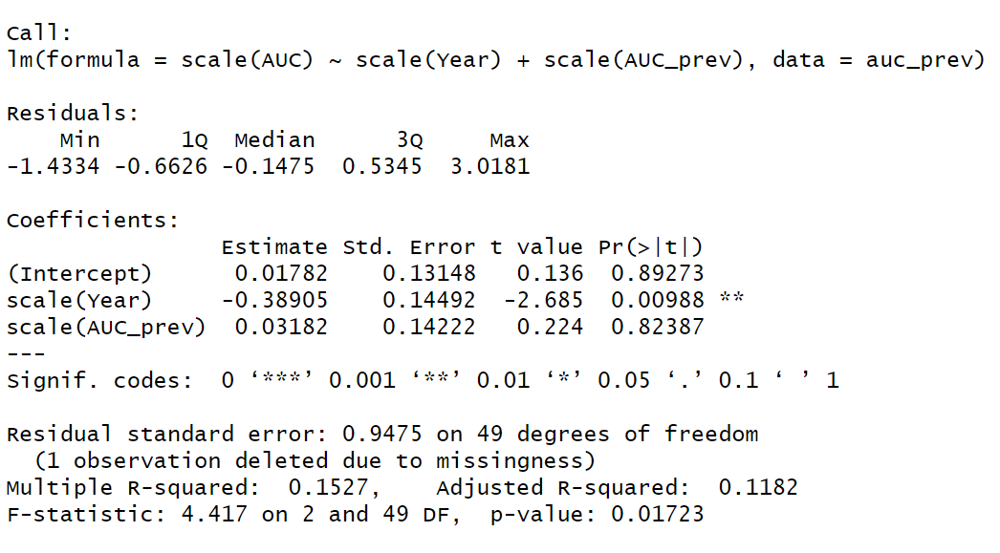 Call:
lm(formula = scale(AUC) ~ scale(Year) + scale(AUC_prev), data = auc_prev)
Residuals:
Min 1Q Median 3Q Max
-1.4334 -0.6626 -0.1475 0.5345 3.0181
Coefficients:
Estimate Std. Error t value Pr(>|t|)
(Intercept) 0.01782 0.13148 0.136 0.89273
scale(Year) -0.38905 0.14492 -2.685 0.00988 **
scale(AUC_prev) 0.03182 0.14222 0.224 0.82387
---
Signif. codes: 0 ‘***’ 0.001 ‘**’ 0.01 ‘*’ 0.05 ‘.’ 0.1 ‘ ’ 1
Residual standard error: 0.9475 on 49 degrees of freedom
(1 observation deleted due to missingness)
Multiple R-squared: 0.1527, Adjusted R-squared: 0.1182
F-statistic: 4.417 on 2 and 49 DF, p-value: 0.01723